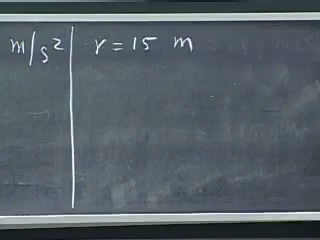 m/s² | r = 15 m